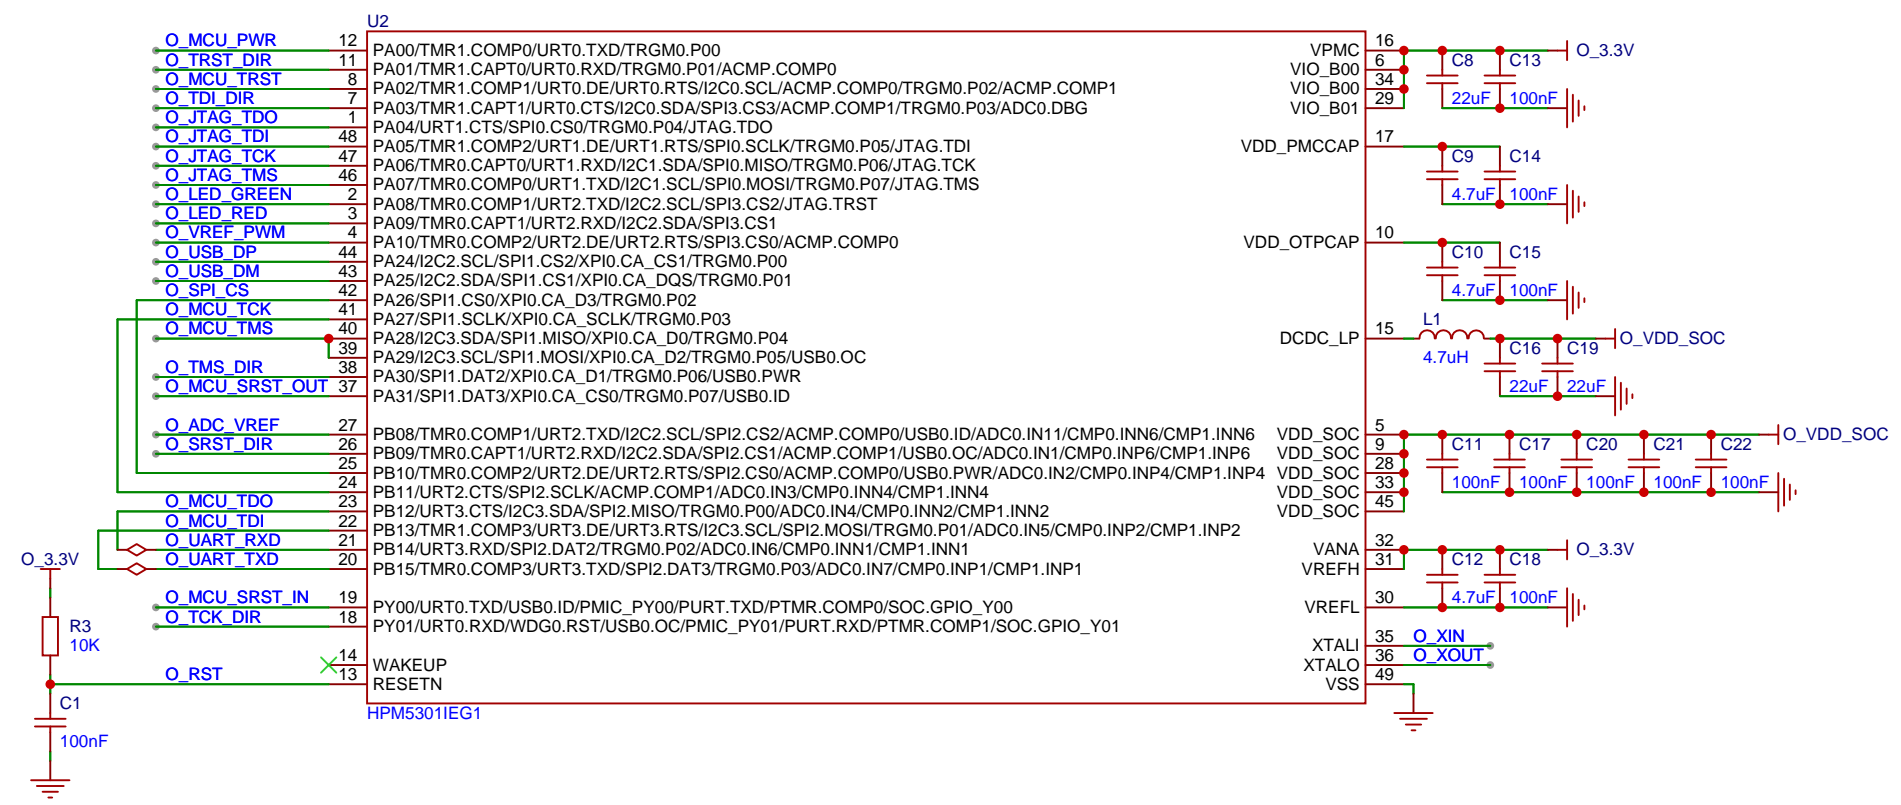 U2
O_MCU_PWR 12 PA00/TMR1.COMP0/URT0.TXD/TRGM0.P00 VPMC 16 O_3.3V
O_TRST_DIR 11 PA01/TMR1.CAPT0/URT0.RXD/TRGM0.P01/ACMP.COMP0 VIO_B00 6 C8 C13
O_MCU_TRST 8 PA02/TMR1.COMP1/URT0.DE/URT0.RTS/I2C0.SCL/ACMP.COMP0/TRGM0.P02/ACMP.COMP1 VIO_B00 34
O_TDI_DIR 7 PA03/TMR1.CAPT1/URT0.CTS/I2C0.SDA/SPI3.CS3/ACMP.COMP1/TRGM0.P03/ADC0.DBG VIO_B01 29 22uF 100nF
O_JTAG_TDO 1 PA04/URT1.CTS/SPI0.CS0/TRGM0.P04/JTAG.TDO
O_JTAG_TDI 48 PA05/TMR1.COMP2/URT1.DE/URT1.RTS/SPI0.SCLK/TRGM0.P05/JTAG.TDI VDD_PMCCAP 17
O_JTAG_TCK 47 PA06/TMR0.CAPT0/URT1.RXD/I2C1.SDA/SPI0.MISO/TRGM0.P06/JTAG.TCK C9 C14
O_JTAG_TMS 46 PA07/TMR0.COMP0/URT1.TXD/I2C1.SCL/SPI0.MOSI/TRGM0.P07/JTAG.TMS
O_LED_GREEN 2 PA08/TMR0.COMP1/URT2.TXD/I2C2.SCL/SPI3.CS2/JTAG.TRST 4.7uF 100nF
O_LED_RED 3 PA09/TMR0.CAPT1/URT2.RXD/I2C2.SDA/SPI3.CS1
O_VREF_PWM 4 PA10/TMR0.COMP2/URT2.DE/URT2.RTS/SPI3.CS0/ACMP.COMP0 VDD_OTPCAP 10
O_USB_DP 44 PA24/I2C2.SCL/SPI1.CS2/XPI0.CA_CS1/TRGM0.P00 C10 C15
O_USB_DM 43 PA25/I2C2.SDA/SPI1.CS1/XPI0.CA_DQS/TRGM0.P01
O_SPI_CS 42 PA26/SPI1.CS0/XPI0.CA_D3/TRGM0.P02 4.7uF 100nF
O_MCU_TCK 41 PA27/SPI1.SCLK/XPI0.CA_SCLK/TRGM0.P03 L1
O_MCU_TMS 40 PA28/I2C3.SDA/SPI1.MISO/XPI0.CA_D0/TRGM0.P04 DCDC_LP 15 O_VDD_SOC
39 PA29/I2C3.SCL/SPI1.MOSI/XPI0.CA_D2/TRGM0.P05/USB0.OC 4.7uH C16 C19
O_TMS_DIR 38 PA30/SPI1.DAT2/XPI0.CA_D1/TRGM0.P06/USB0.PWR
O_MCU_SRST_OUT 37 PA31/SPI1.DAT3/XPI0.CA_CS0/TRGM0.P07/USB0.ID 22uF 22uF
O_ADC_VREF 27 PB08/TMR0.COMP1/URT2.TXD/I2C2.SCL/SPI2.CS2/ACMP.COMP0/USB0.ID/ADC0.IN11/CMP0.INN6/CMP1.INN6 VDD_SOC 5 O_VDD_SOC
O_SRST_DIR 26 PB09/TMR0.CAPT1/URT2.RXD/I2C2.SDA/SPI2.CS1/ACMP.COMP1/USB0.OC/ADC0.IN1/CMP0.INP6/CMP1.INP6 VDD_SOC 9 C11 C17 C20 C21 C22
25 PB10/TMR0.COMP2/URT2.DE/URT2.RTS/SPI2.CS0/ACMP.COMP0/USB0.PWR/ADC0.IN2/CMP0.INP4/CMP1.INP4 VDD_SOC 28
24 PB11/URT2.CTS/SPI2.SCLK/ACMP.COMP1/ADC0.IN3/CMP0.INN4/CMP1.INN4 VDD_SOC 33 100nF 100nF 100nF 100nF 100nF
O_MCU_TDO 23 PB12/URT3.CTS/I2C3.SDA/SPI2.MISO/TRGM0.P00/ADC0.IN4/CMP0.INN2/CMP1.INN2 VDD_SOC 45
O_MCU_TDI 22 PB13/TMR1.COMP3/URT3.DE/URT3.RTS/I2C3.SCL/SPI2.MOSI/TRGM0.P01/ADC0.IN5/CMP0.INP2/CMP1.INP2
O_UART_RXD 21 PB14/URT3.RXD/SPI2.DAT2/TRGM0.P02/ADC0.IN6/CMP0.INN1/CMP1.INN1 VANA 32 O_3.3V
O_3.3V O_UART_TXD 20 PB15/TMR0.COMP3/URT3.TXD/SPI2.DAT3/TRGM0.P03/ADC0.IN7/CMP0.INP1/CMP1.INP1 VREFH 31 C12 C18
O_MCU_SRST_IN 19 PY00/URT0.TXD/USB0.ID/PMIC_PY00/PURT.TXD/PTMR.COMP0/SOC.GPIO_Y00 VREFL 30 4.7uF 100nF
R3 O_TCK_DIR 18 PY01/URT0.RXD/WDG0.RST/USB0.OC/PMIC_PY01/PURT.RXD/PTMR.COMP1/SOC.GPIO_Y01
10K XTALI 35 O_XIN
14 WAKEUP XTALO 36 O_XOUT
O_RST 13 RESETN VSS 49
C1
HPM5301IEG1
100nF